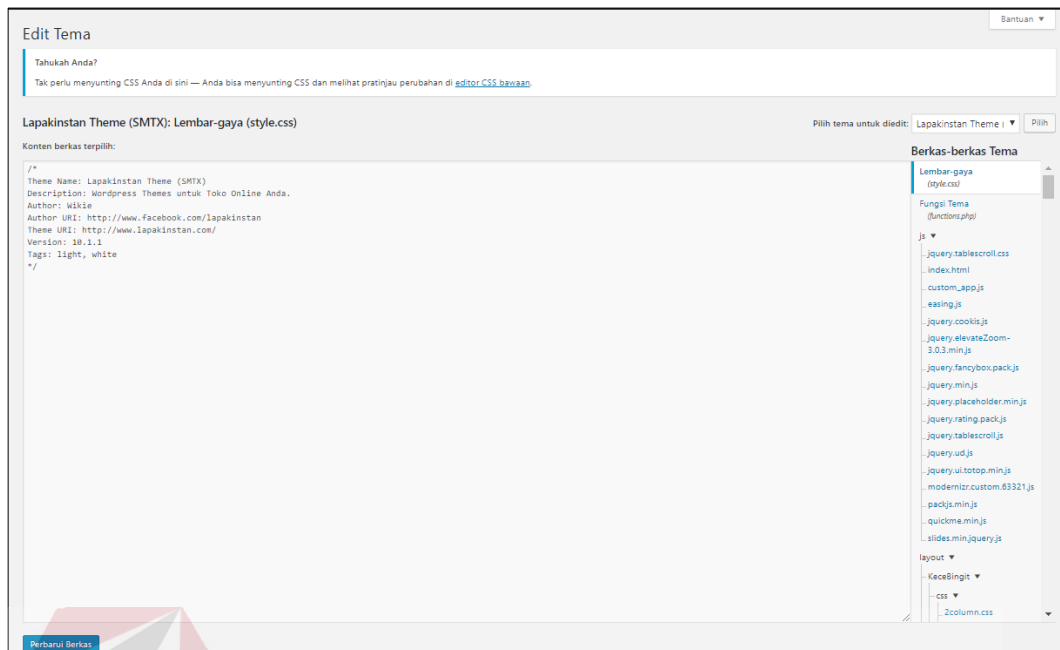 Bantuan ▼
Edit Tema
Tahukah Anda?
Tak perlu menyunting CSS Anda di sini — Anda bisa menyunting CSS dan melihat pratinjau perubahan di editor CSS bawaan.
Lapakinstan Theme (SMTX): Lembar-gaya (style.css)
Pilih tema untuk diedit: Lapakinstan Theme ( ▼ Pilih
Konten berkas terpilih:
/*
Theme Name: Lapakinstan Theme (SMTX)
Description: Wordpress Themes untuk Toko Online Anda.
Author: Wikie
Author URI: http://www.facebook.com/lapakinstan
Theme URI: http://www.lapakinstan.com/
Version: 10.1.1
Tags: light, white
*/
Berkas-berkas Tema
Lembar-gaya
(style.css)
Fungsi Tema
(functions.php)
js ▼
jquery.tablescroll.css
index.html
custom_app.js
easing.js
jquery.cookis.js
jquery.elevateZoom-
3.0.3.min.js
jquery.fancybox.pack.js
jquery.min.js
jquery.placeholder.min.js
jquery.rating.pack.js
jquery.tablescroll.js
jquery.ud.js
jquery.ui.totop.min.js
modernizr.custom.63321.js
packjs.min.js
quickme.min.js
slides.min.jquery.js
layout ▼
KeceBingit ▼
css ▼
2column.css
Perbarui Berkas